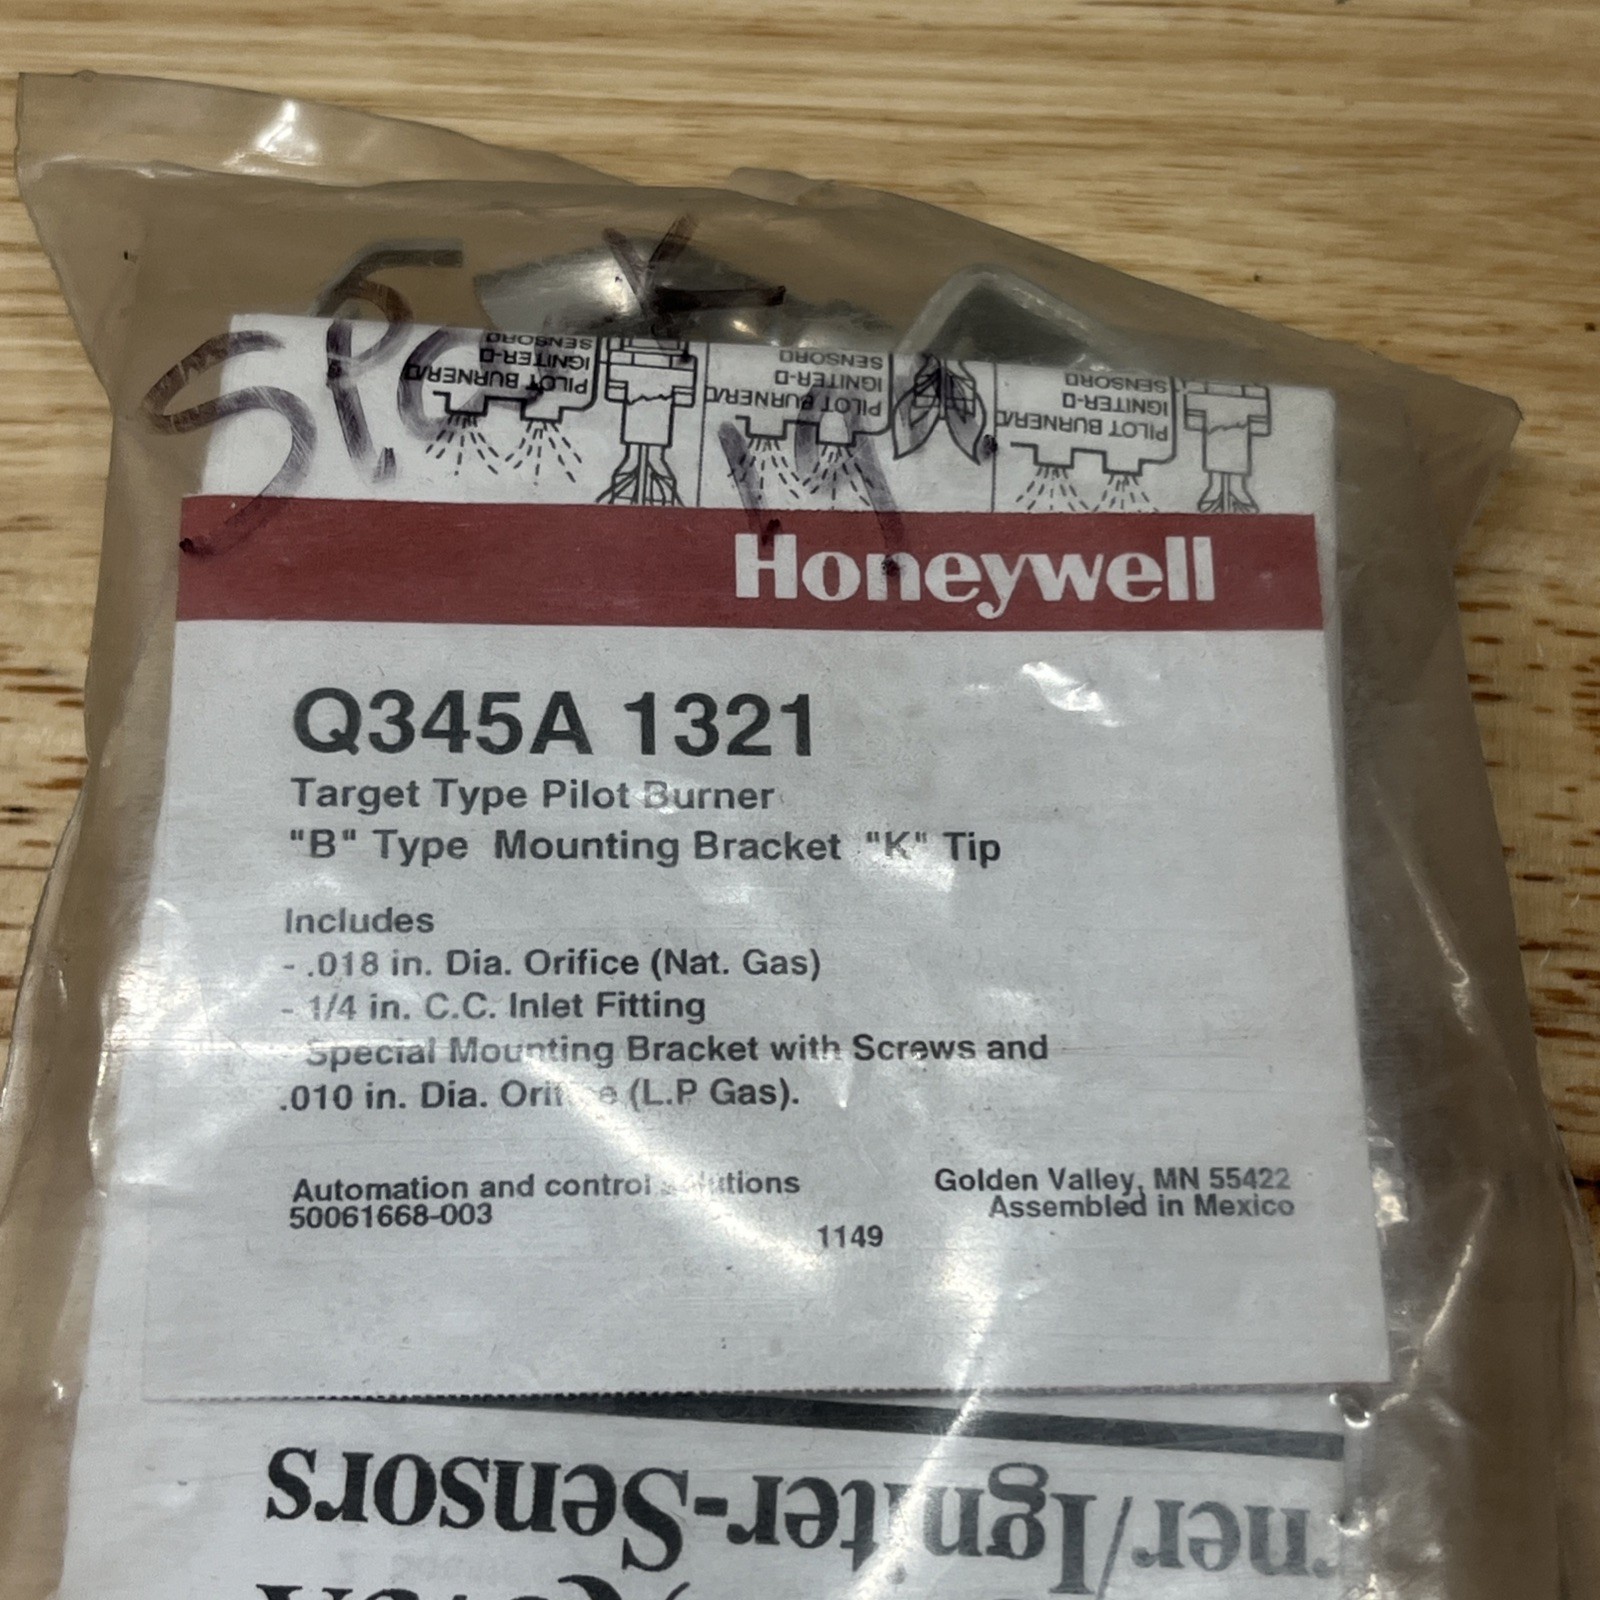 PILOT BURNER/
IGNITER-
SENSOR
PILOT BURNER/
IGNITER-
SENSOR
PILOT BURNER/
IGNITER-
SENSOR
Honeywell
Q345A 1321
Target Type Pilot Burner
"B" Type Mounting Bracket "K" Tip
Includes
- .018 in. Dia. Orifice (Nat. Gas)
- 1/4 in. C.C. Inlet Fitting
Special Mounting Bracket with Screws and
.010 in. Dia. Orifice (L.P Gas).
Automation and control solutions
50061668-003
1149
Golden Valley, MN 55422
Assembled in Mexico
ner/Igniter-Sensors